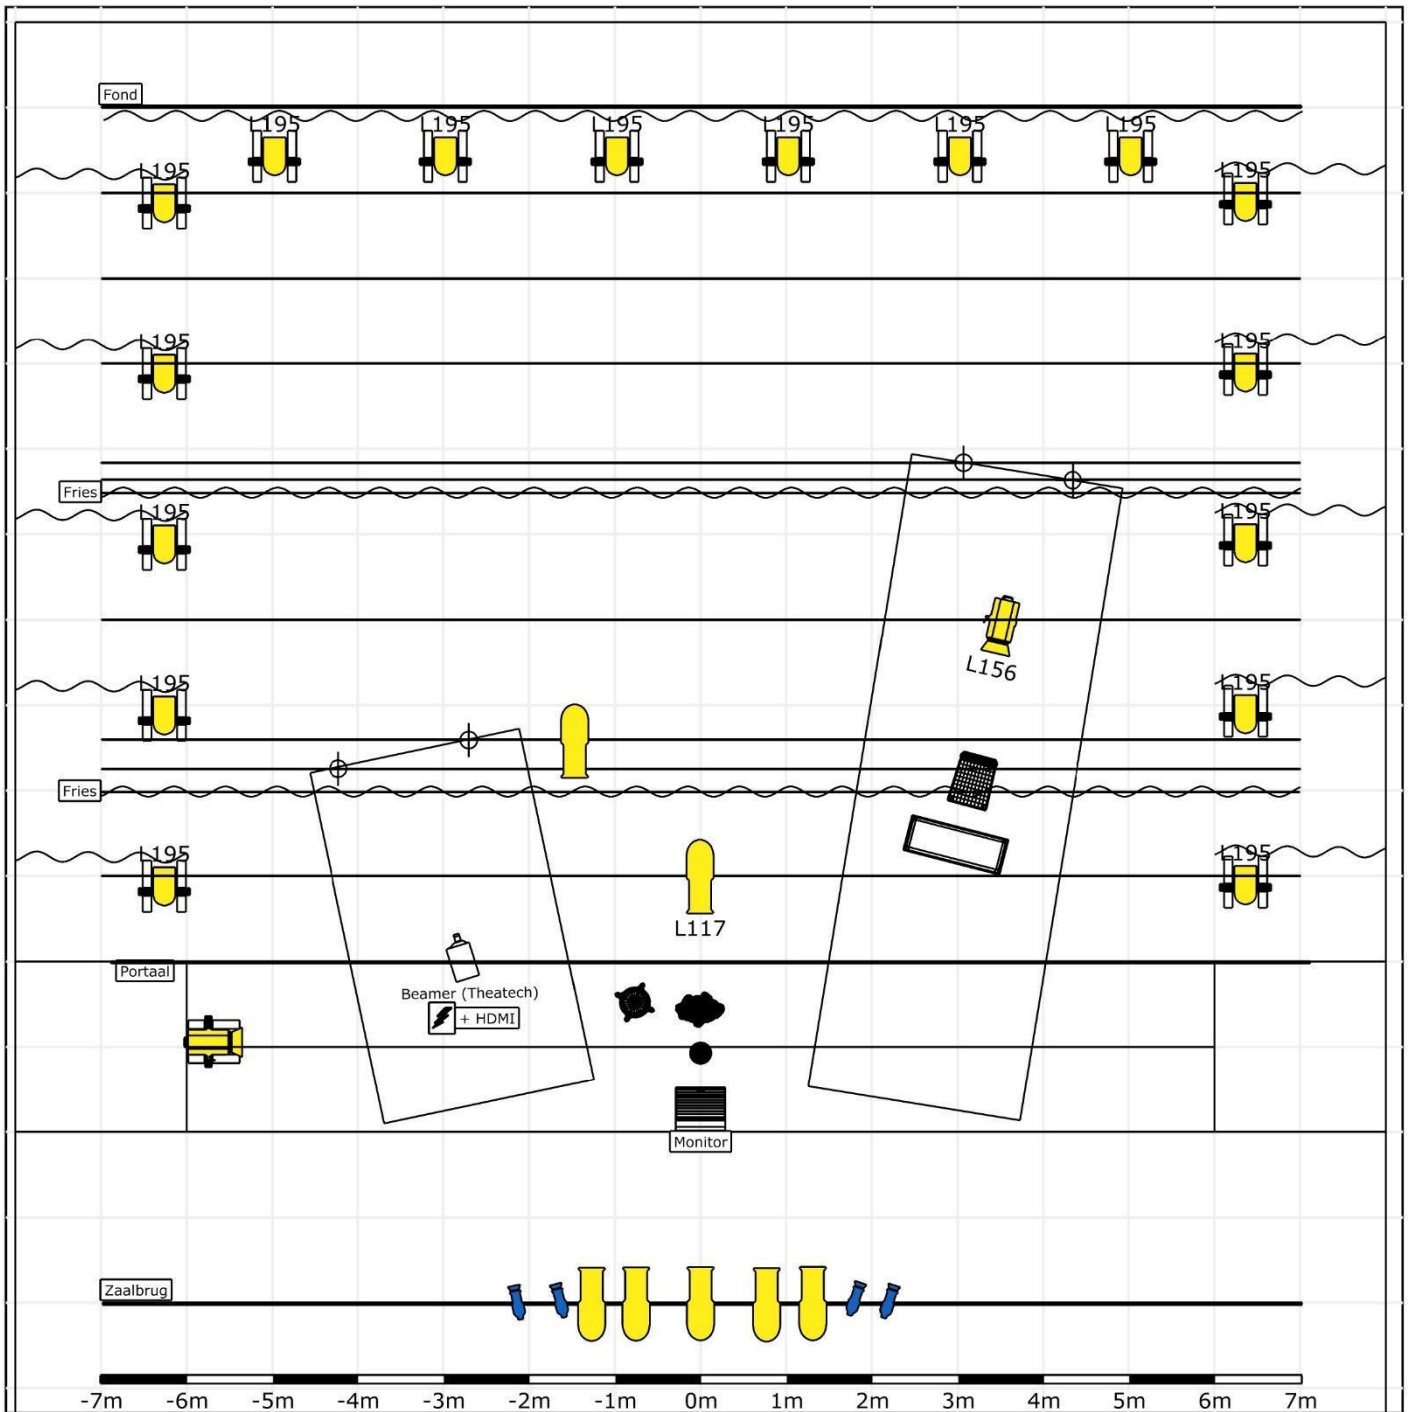 Fond
L195 L195 L195 L195 L195 L195
L195 L195
L195 L195
Fries
L195 L195
L156
L195 L195
Fries
L195 L195
L117
Portaal
Beamer (Theatech)
+ HDMI
Monitor
Zaalbrug
-7m -6m -5m -4m -3m -2m -1m 0m 1m 2m 3m 4m 5m 6m 7m